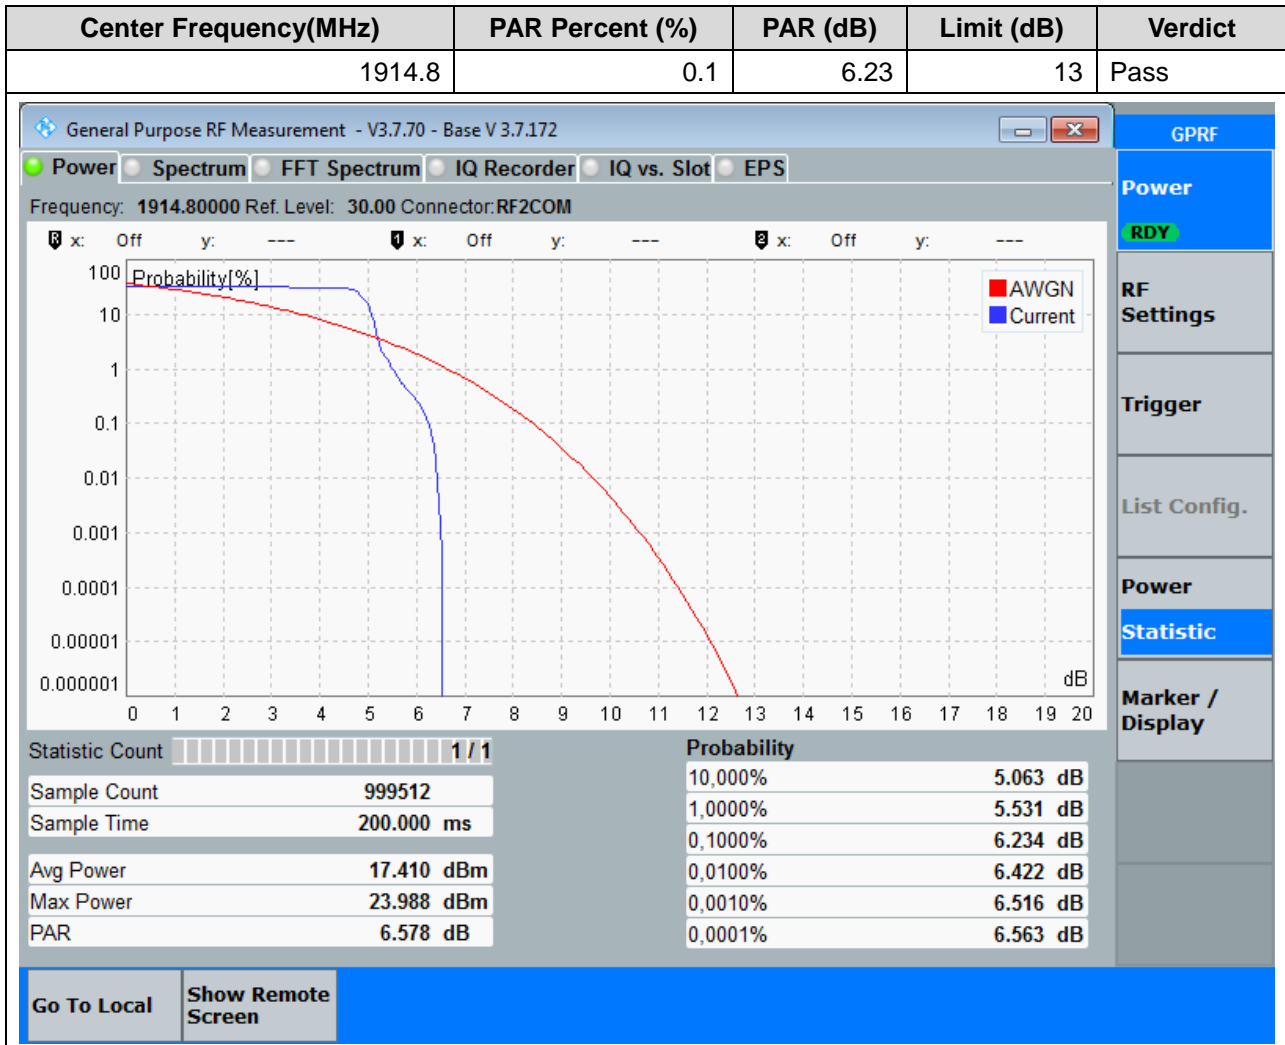 Center Frequency(MHz) PAR Percent (%) PAR (dB) Limit (dB) Verdict
1914.8 0.1 6.23 13 Pass
General Purpose RF Measurement - V3.7.70 - Base V 3.7.172
GPRF
Power Spectrum FFT Spectrum IQ Recorder IQ vs. Slot EPS
Frequency: 1914.80000 Ref. Level: 30.00 Connector: RF2COM
R x: Off y: --- 1 x: Off y: --- 2 x: Off y: ---
Probability[%]
100
10
1
0.1
0.01
0.001
0.0001
0.00001
0.000001
AWGN
Current
dB
0 1 2 3 4 5 6 7 8 9 10 11 12 13 14 15 16 17 18 19 20
Statistic Count 1 / 1
Sample Count 999512
Sample Time 200.000 ms
Avg Power 17.410 dBm
Max Power 23.988 dBm
PAR 6.578 dB
Probability
10,000% 5.063 dB
1,0000% 5.531 dB
0,1000% 6.234 dB
0,0100% 6.422 dB
0,0010% 6.516 dB
0,0001% 6.563 dB
Power
RDY
RF
Settings
Trigger
List Config.
Power
Statistic
Marker /
Display
Go To Local
Show Remote
Screen